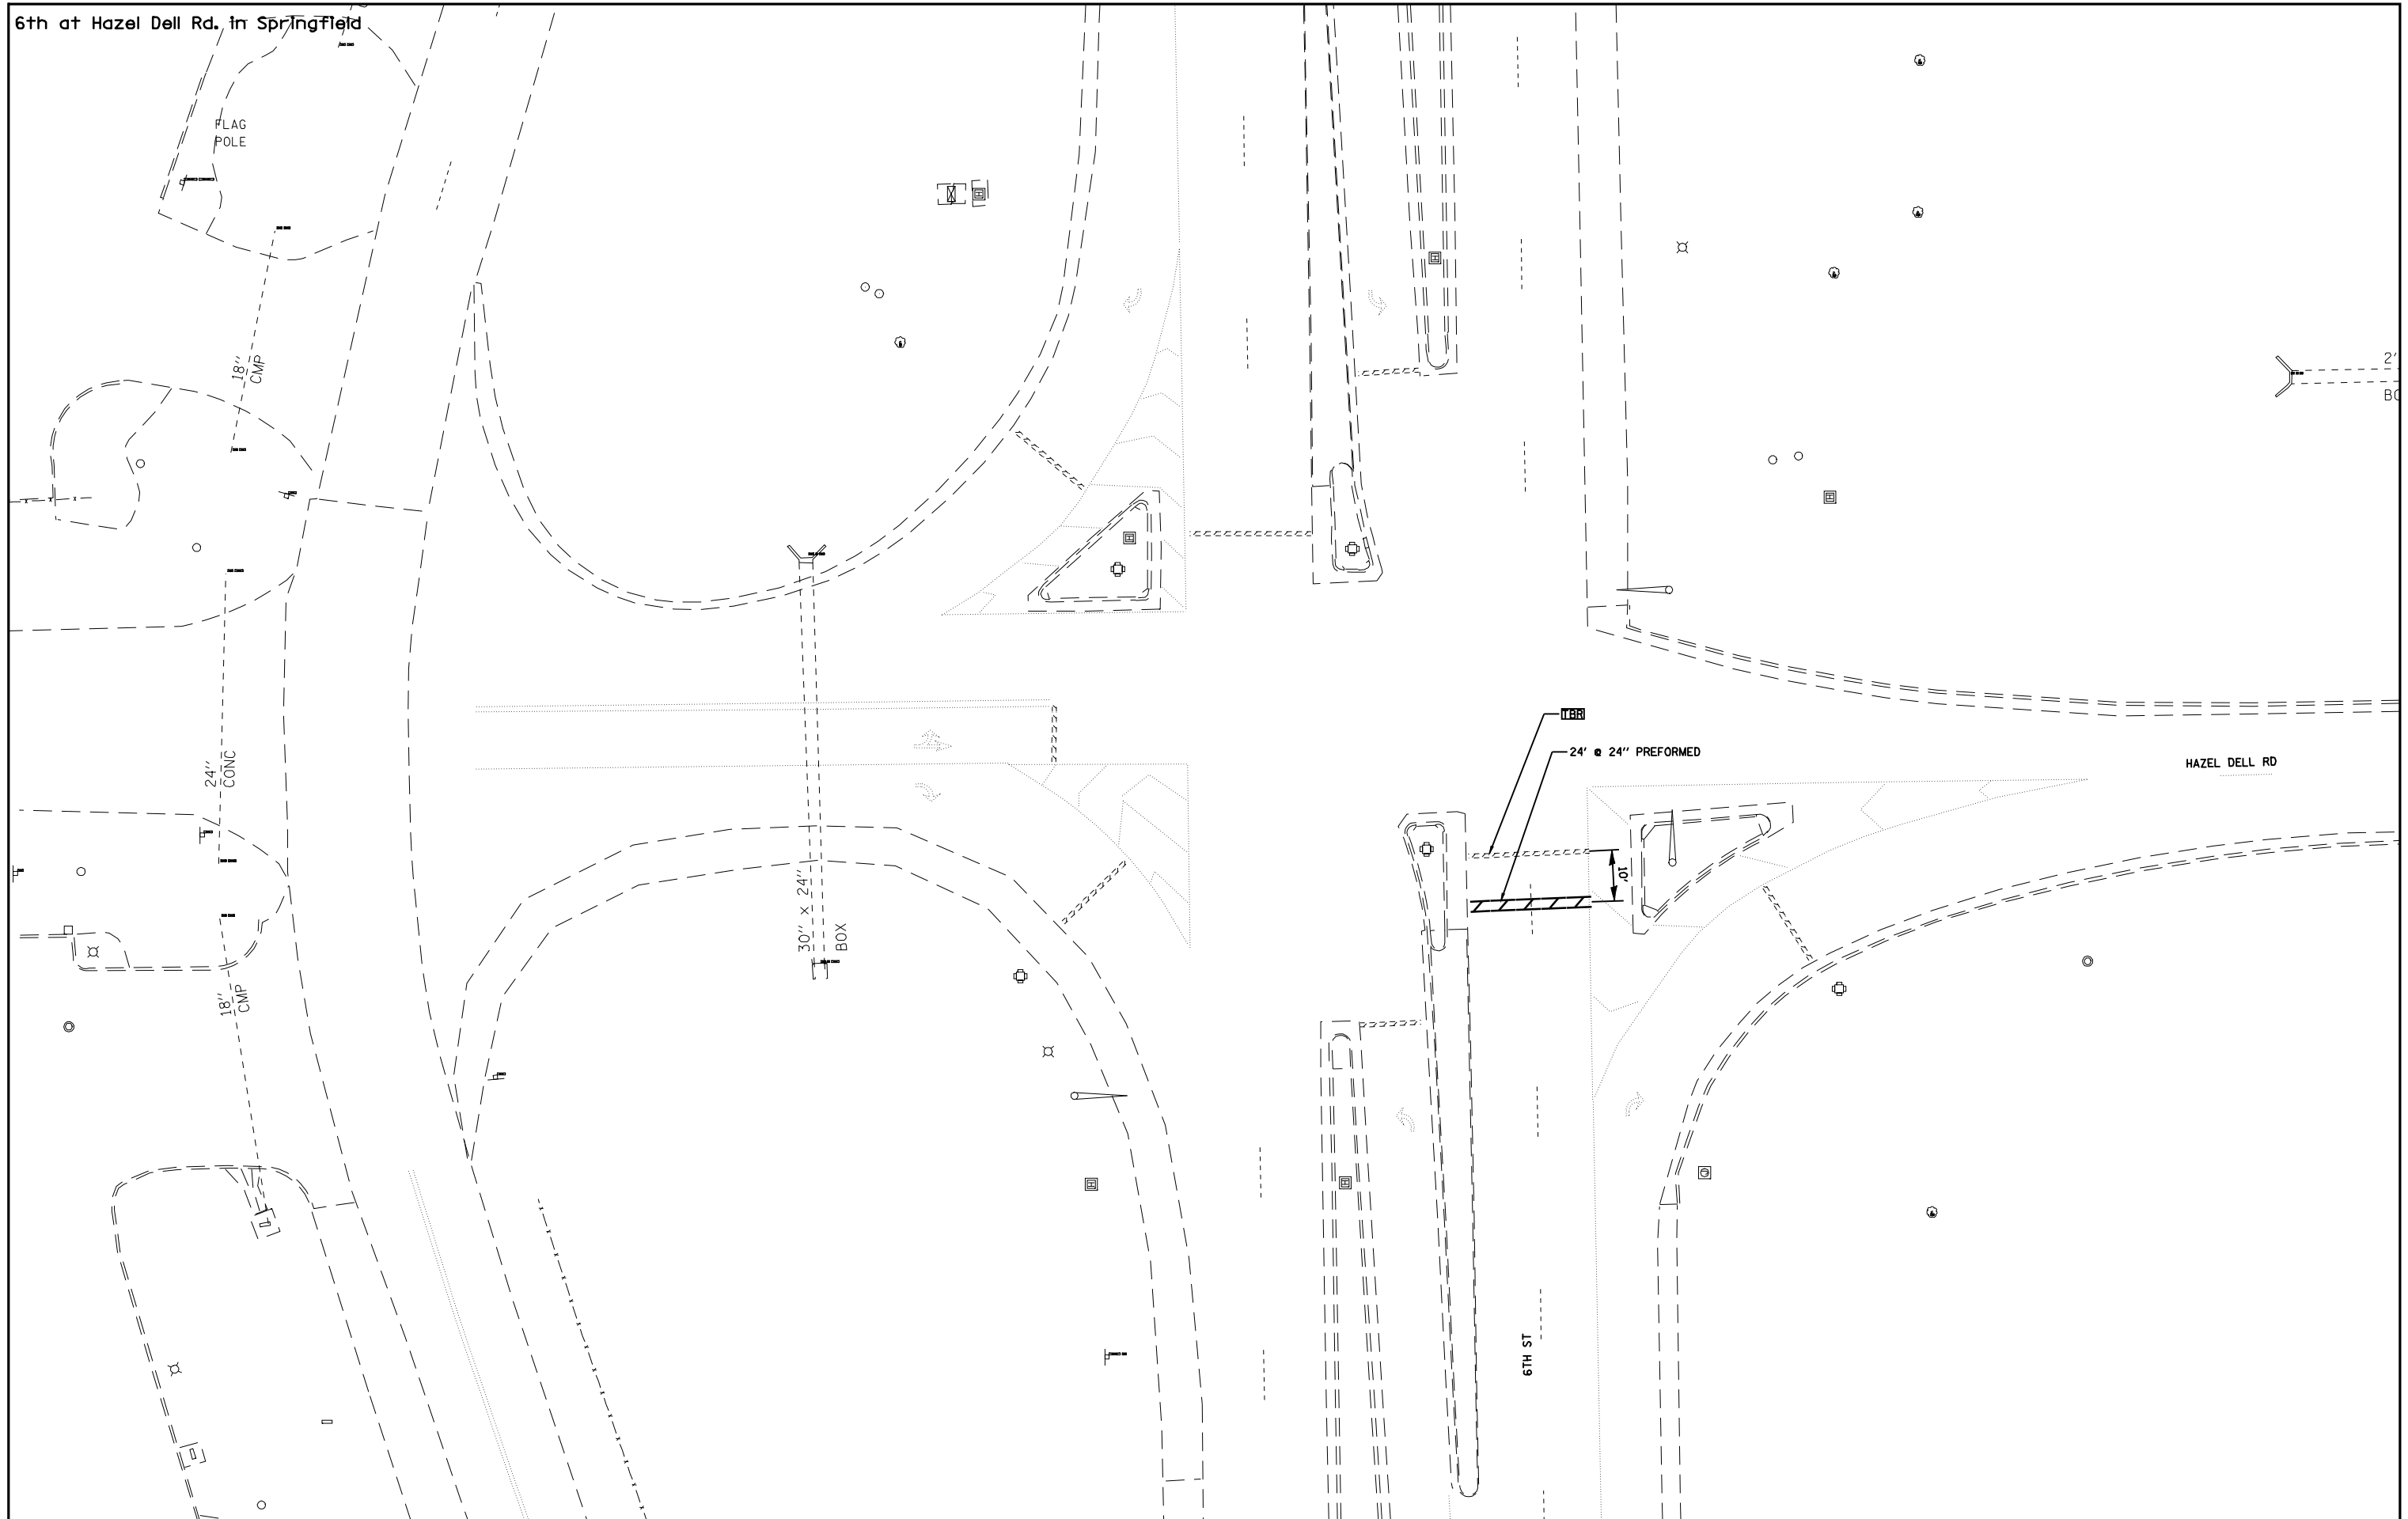 6th at Hazel Dell Rd. in Springfield
FLAG
POLE
18"
CMP
2'
24"
CONC
18"
CMP
30" x 24"
BOX
TBR
24' @ 24" PREFORMED
10'
HAZEL DELL RD
6TH ST